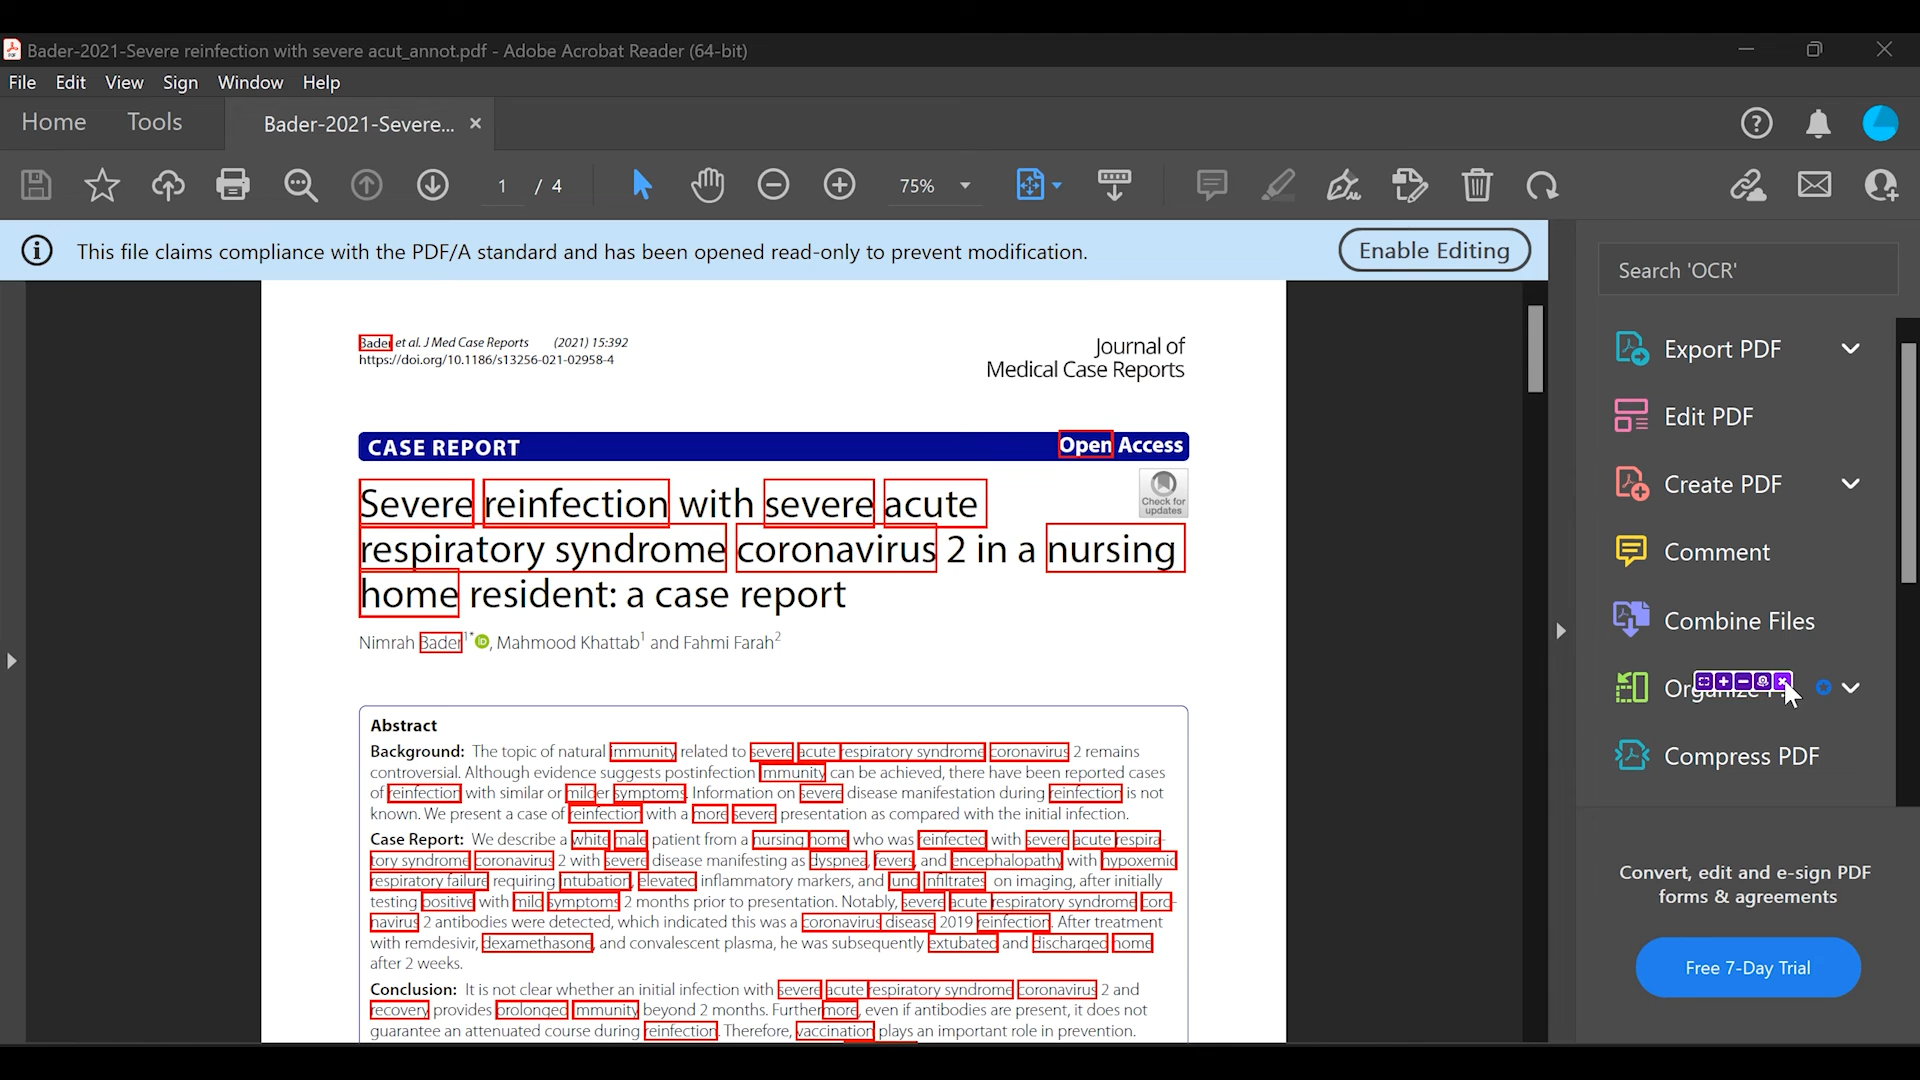 Bader-2021-Severe reinfection with severe acut_annot.pdf - Adobe Acrobat Reader (64-bit)
File Edit View Sign Window Help
Home Tools Bader-2021-Severe...
1 / 4 75%
This file claims compliance with the PDF/A standard and has been opened read-only to prevent modification. Enable Editing
Bader et al. J Med Case Reports (2021) 15:392
https://doi.org/10.1186/s13256-021-02958-4
Journal of
Medical Case Reports
CASE REPORT Open Access
Severe reinfection with severe acute
respiratory syndrome coronavirus 2 in a nursing
home resident: a case report
Check for
updates
Nimrah Bader1*, Mahmood Khattab1 and Fahmi Farah2
Abstract
Background: The topic of natural immunity related to severe acute respiratory syndrome coronavirus 2 remains
controversial. Although evidence suggests postinfection immunity can be achieved, there have been reported cases
of reinfection with similar or milder symptoms. Information on severe disease manifestation during reinfection is not
known. We present a case of reinfection with a more severe presentation as compared with the initial infection.
Case Report: We describe a white male patient from a nursing home who was reinfected with severe acute respira-
tory syndrome coronavirus 2 with severe disease manifesting as dyspnea, fevers, and encephalopathy with hypoxemic
respiratory failure requiring intubation, elevated inflammatory markers, and lung infiltrates on imaging, after initially
testing positive with mild symptoms 2 months prior to presentation. Notably, severe acute respiratory syndrome coro-
navirus 2 antibodies were detected, which indicated this was a coronavirus disease 2019 reinfection. After treatment
with remdesivir, dexamethasone, and convalescent plasma, he was subsequently extubated and discharged home
after 2 weeks.
Conclusion: It is not clear whether an initial infection with severe acute respiratory syndrome coronavirus 2 and
recovery provides prolonged immunity beyond 2 months. Furthermore, even if antibodies are present, it does not
guarantee an attenuated course during reinfection. Therefore, vaccination plays an important role in prevention.
Search 'OCR'
Export PDF
Edit PDF
Create PDF
Comment
Combine Files
Organize
Compress PDF
Convert, edit and e-sign PDF
forms & agreements
Free 7-Day Trial